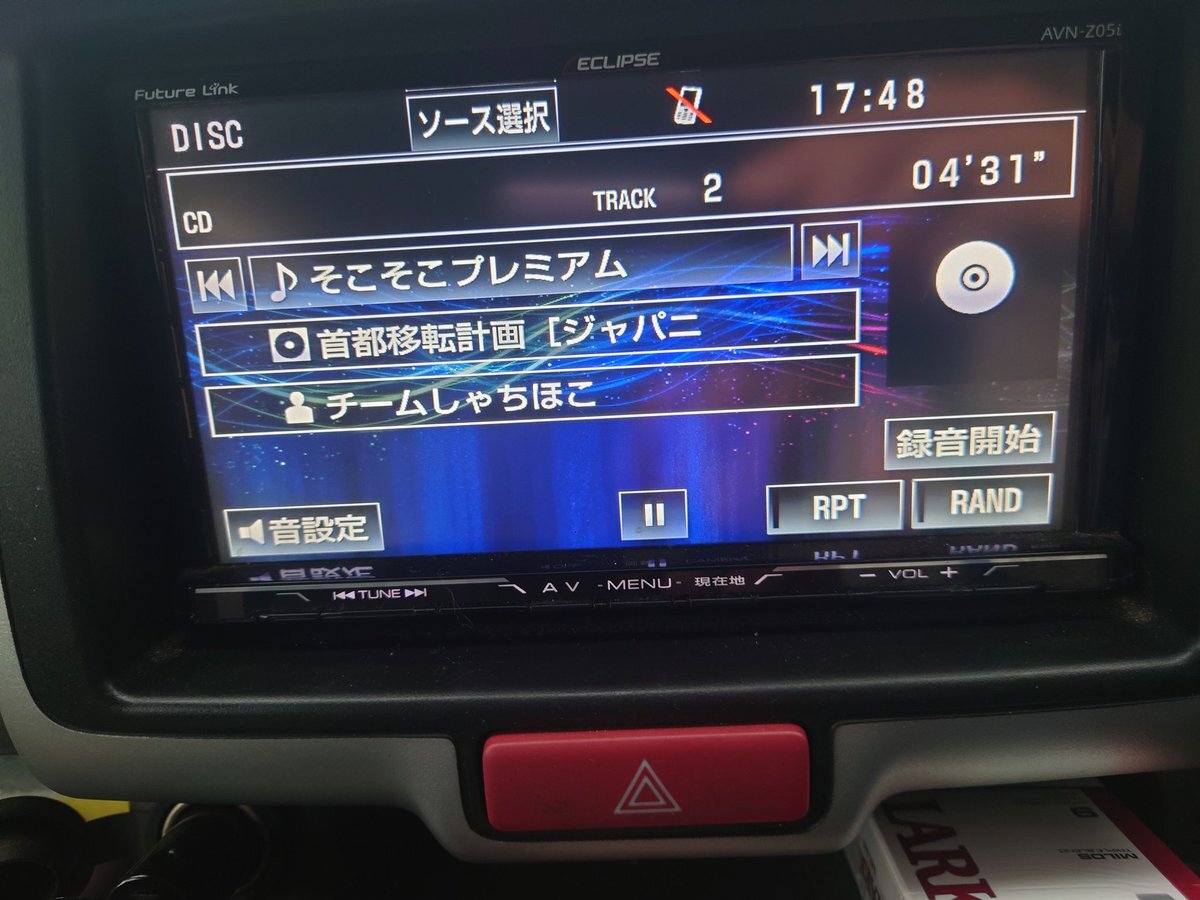 AVN-Z05i
ECLIPSE
Future Link
DISC
ソース選択
17:48
CD
TRACK 2
04'31"
そこそこプレミアム
首都移転計画 [ジャパニ
チームしゃちほこ
録音開始
音設定
RPT
RAND
TUNE
AV
-MENU-
現在地
- VOL +
LARK
MILDS